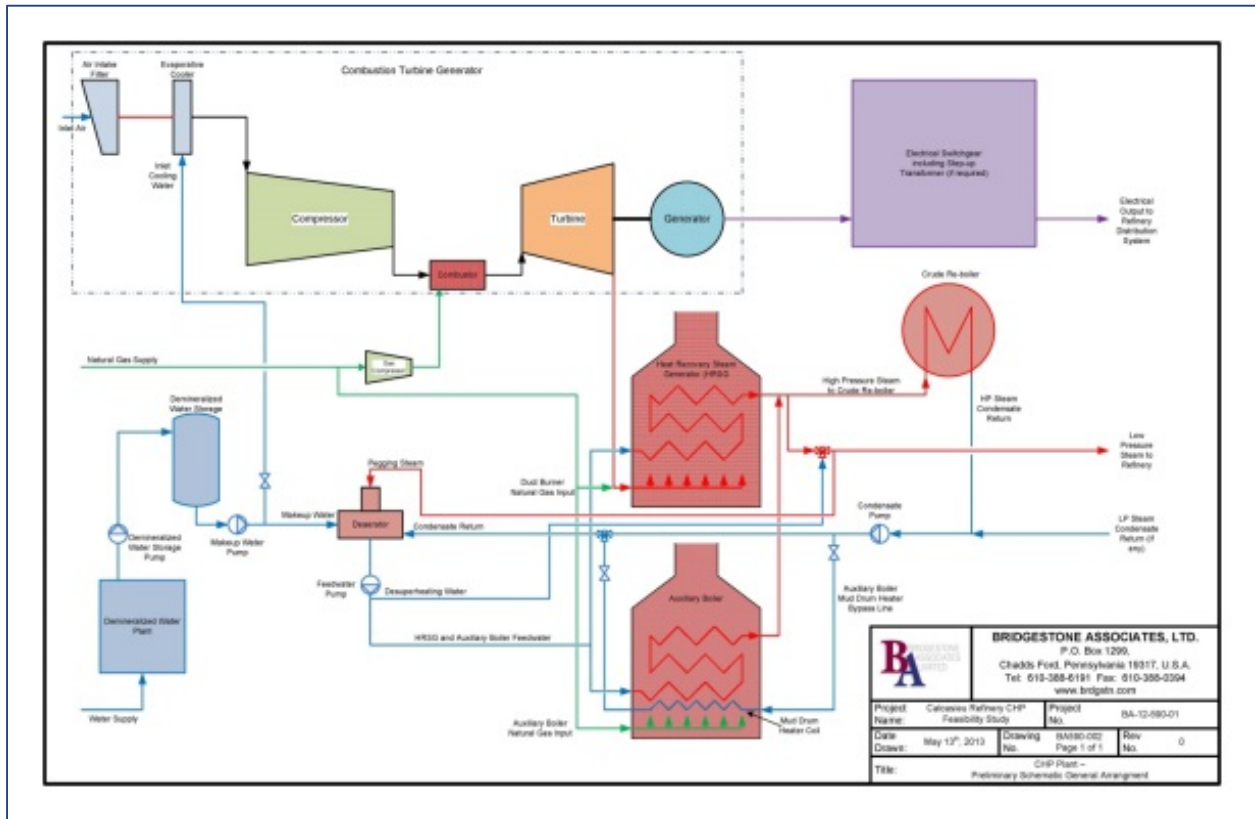 Air Intake
Filter
Evaporative
Cooler
Combustion Turbine Generator
Inlet Air
Inlet
Cooling
Water
Compressor
Turbine
Generator
Combustor
Electrical Switchgear
including Step-up
Transformer (if required)
Electrical
Output to
Refinery
Distribution
System
Crude Re-boiler
Natural Gas Supply
Gas
Compressor
Heat Recovery Steam
Generator (HRSG
High Pressure Steam
to Crude Re-boiler
HP Steam
Condensate
Return
Demineralized
Water Storage
Low
Pressure
Steam to
Refinery
Pegging Steam
Duct Burner
Natural Gas Input
Makeup Water
Deaerator
Condensate Return
Condensate
Pump
LP Steam
Condensate
Return (if
any)
Demineralized
Water Storage
Pump
Makeup Water
Pump
Feedwater
Pump
Desuperheating Water
Auxiliary Boiler
Auxiliary Boiler
Mud Drum Heater
Bypass Line
Demineralized Water
Plant
HRSG and Auxiliary Boiler Feedwater
Water Supply
Auxiliary Boiler
Natural Gas Input
Mud Drum
Heater Coil
BA
BRIDGESTONE
ASSOCIATES
LIMITED
BRIDGESTONE ASSOCIATES, LTD.
P.O. Box 1299,
Chadds Ford, Pennsylvania 19317, U.S.A.
Tel: 610-388-6191 Fax: 610-388-0394
www.brdgstn.com
Project Name: Calcasieu Refinery CHP Feasibility Study Project No. BA-12-590-01
Date Drawn: May 13th, 2013 Drawing No. BA590-002 Page 1 of 1 Rev No. 0
Title: CHP Plant –
Preliminary Schematic General Arrangment